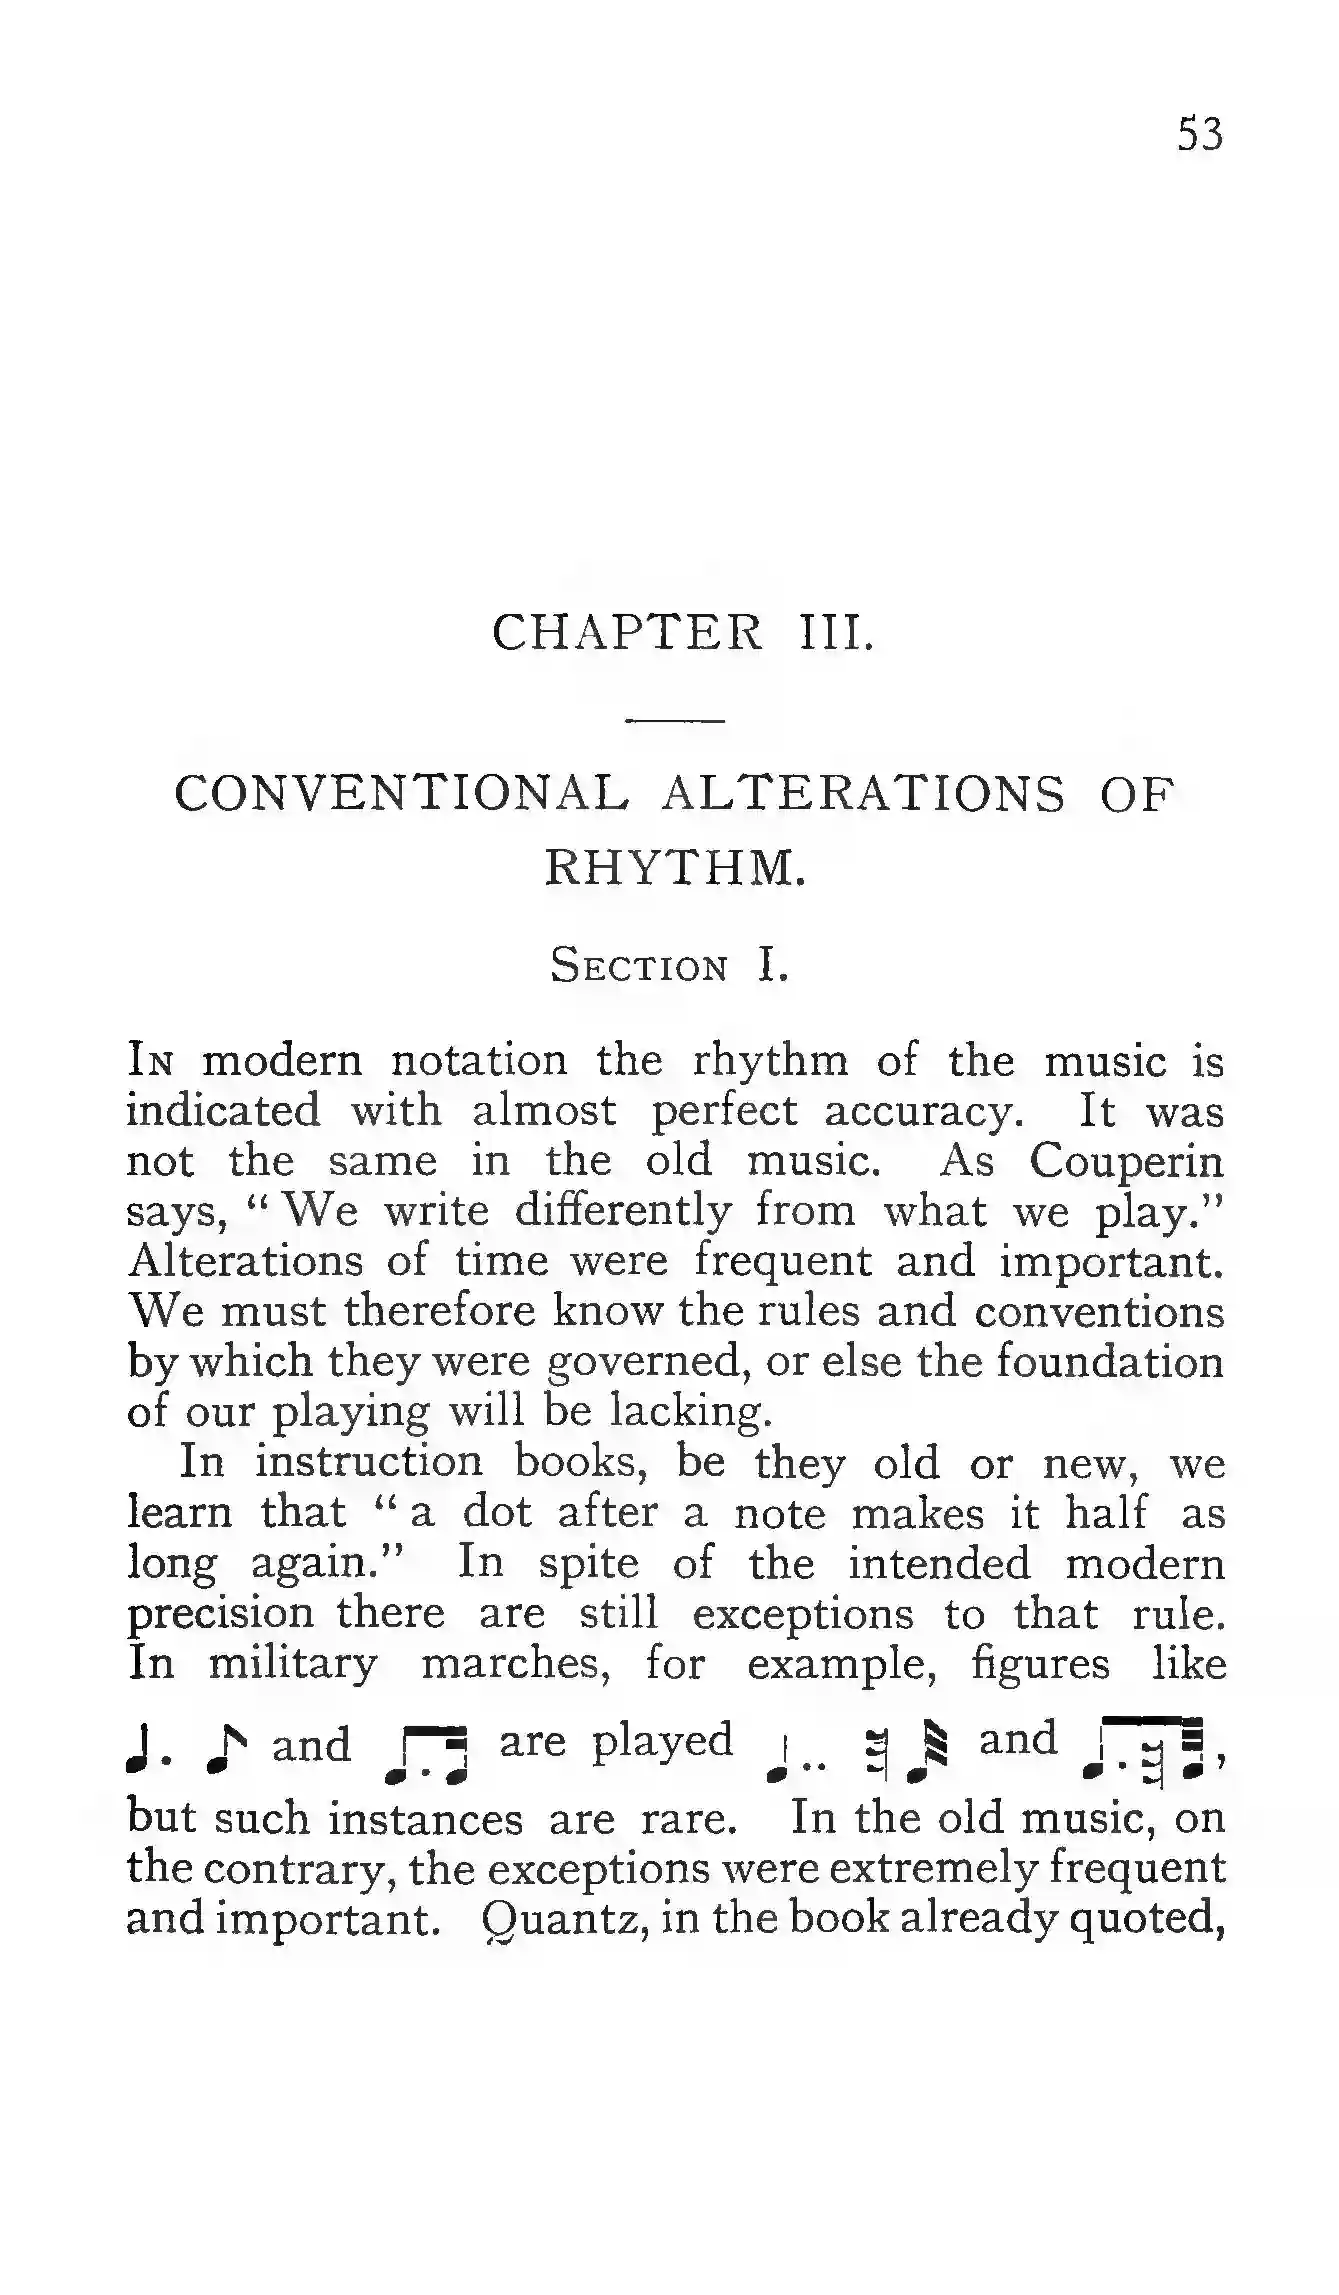 53
CHAPTER III.
CONVENTIONAL ALTERATIONS OF
RHYTHM.
SECTION I.
IN modern notation the rhythm of the music is
indicated with almost perfect accuracy. It was
not the same in the old music. As Couperin
says, “ We write differently from what we play.”
Alterations of time were frequent and important.
We must therefore know the rules and conventions
by which they were governed, or else the foundation
of our playing will be lacking.
In instruction books, be they old or new, we
learn that “ a dot after a note makes it half as
long again.” In spite of the intended modern
precision there are still exceptions to that rule.
In military marches, for example, figures like
and are played and ,
but such instances are rare. In the old music, on
the contrary, the exceptions were extremely frequent
and important. Quantz, in the book already quoted,